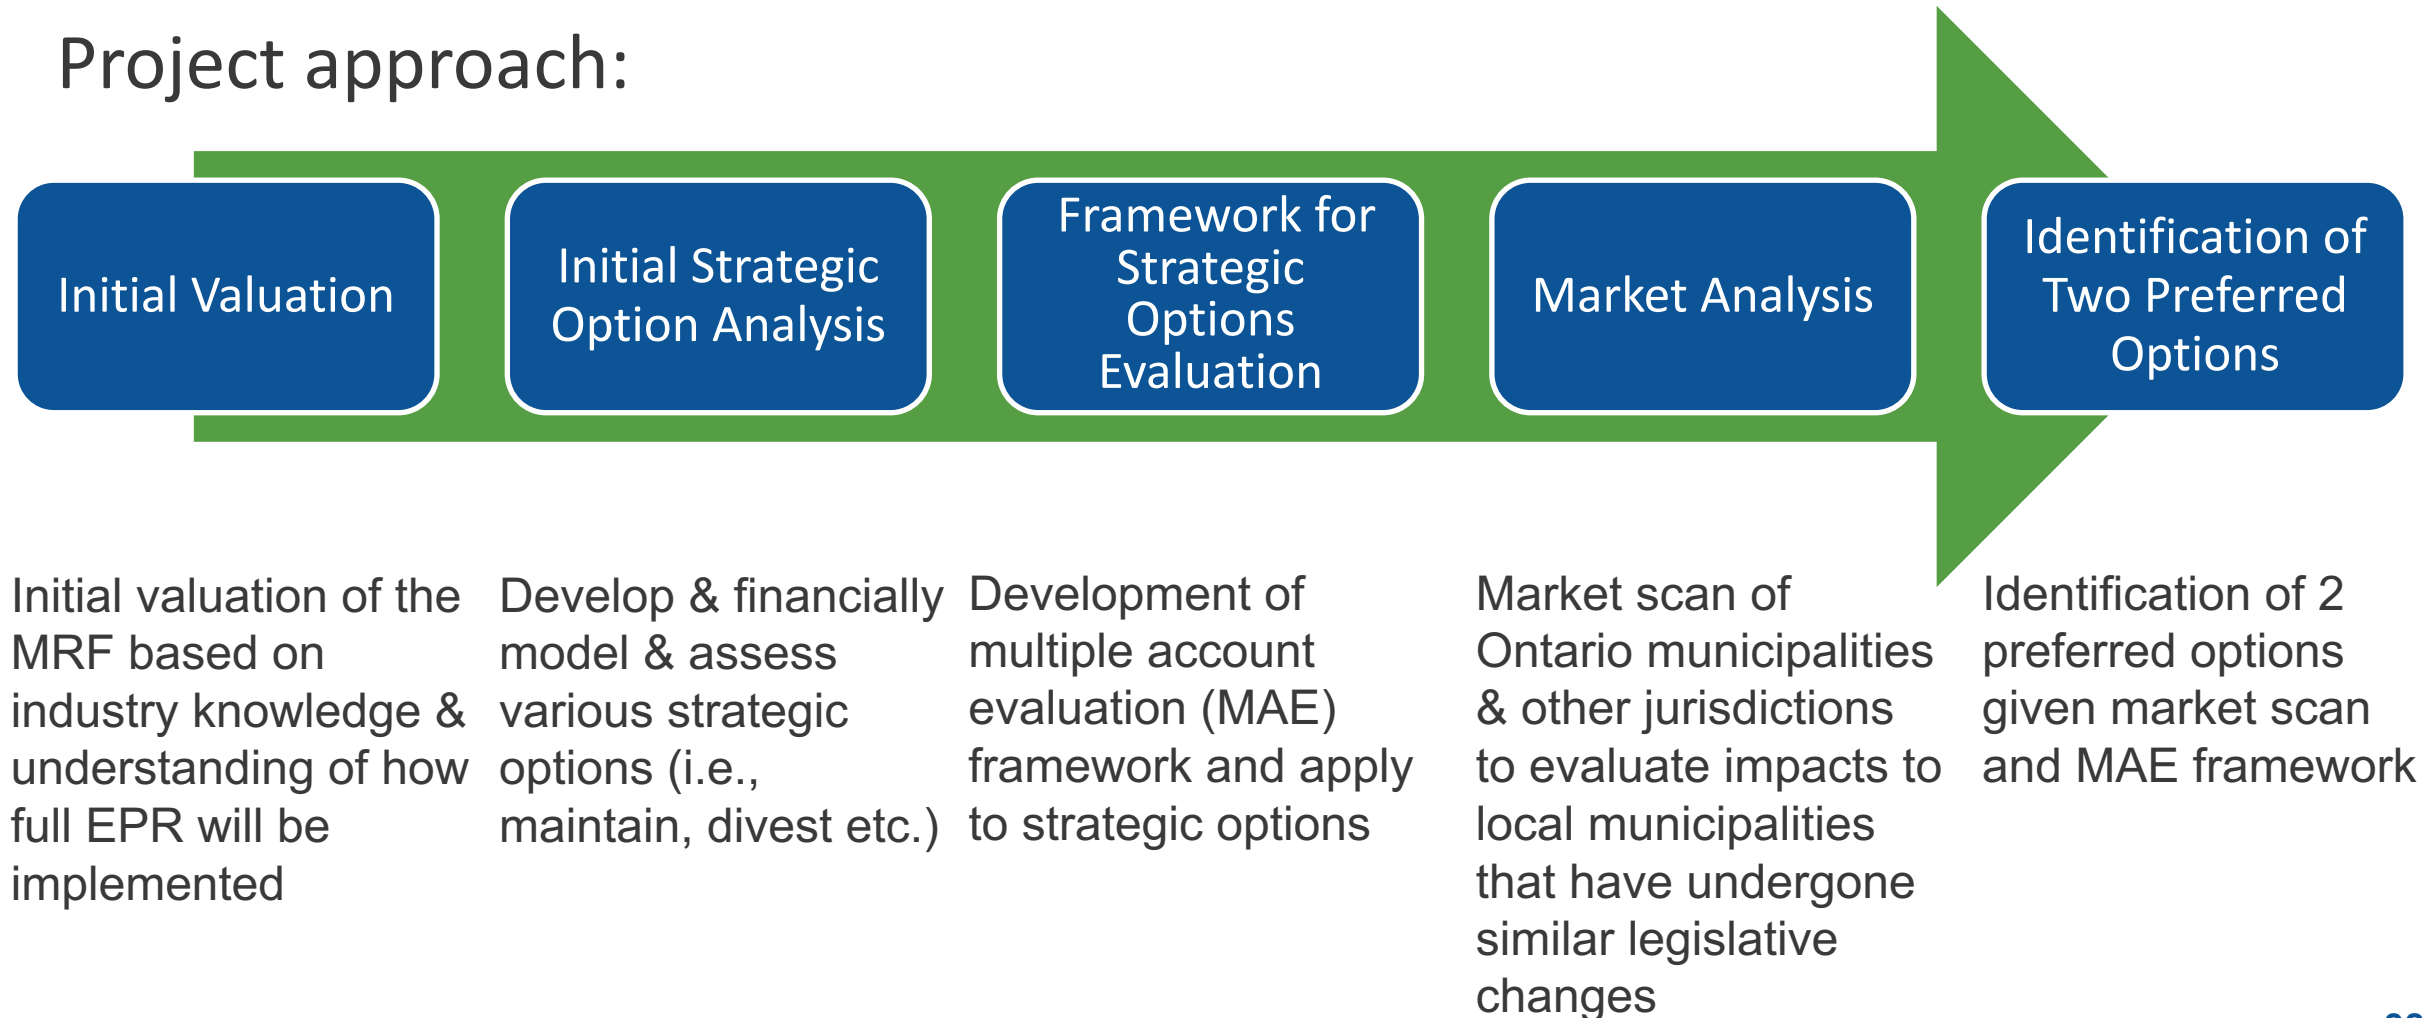 Project approach:
Initial Valuation
Initial Strategic
Option Analysis
Framework for
Strategic
Options
Evaluation
Market Analysis
Identification of
Two Preferred
Options
Initial valuation of the
MRF based on
industry knowledge &
understanding of how
full EPR will be
implemented
Develop & financially
model & assess
various strategic
options (i.e.,
maintain, divest etc.)
Development of
multiple account
evaluation (MAE)
framework and apply
to strategic options
Market scan of
Ontario municipalities
& other jurisdictions
to evaluate impacts to
local municipalities
that have undergone
similar legislative
changes
Identification of 2
preferred options
given market scan
and MAE framework